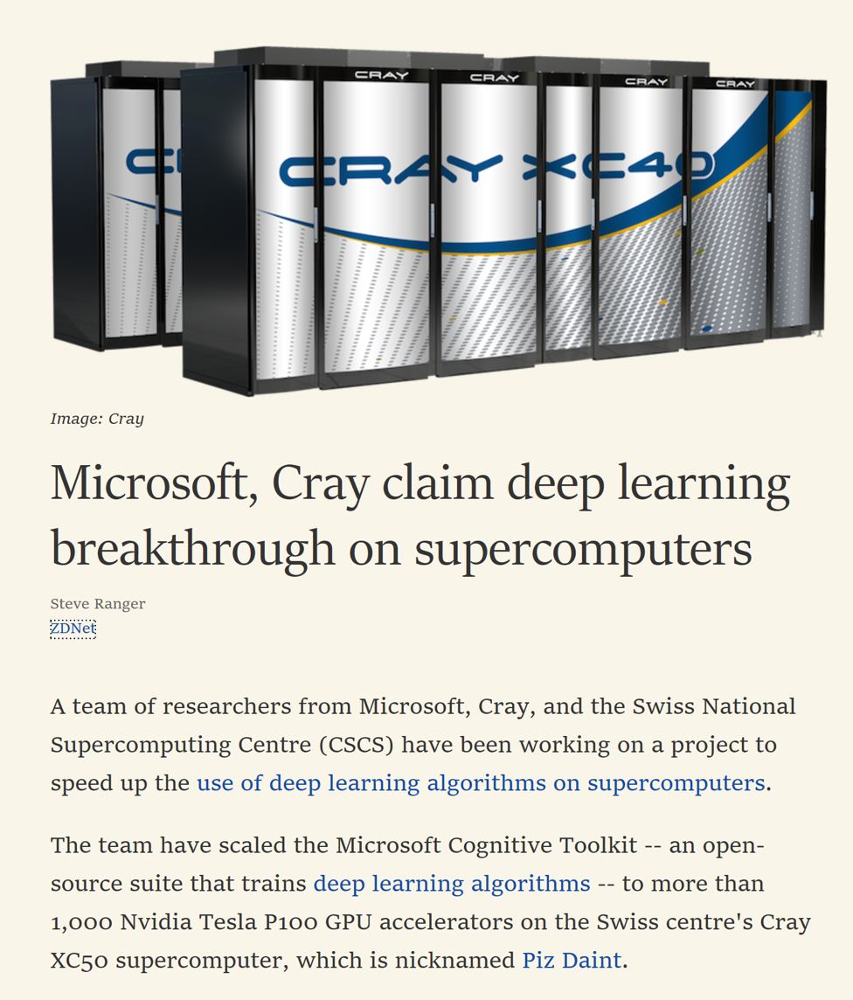 CRAY CRAY CRAY CRAY
CRAY XC40
Image: Cray
Microsoft, Cray claim deep learning
breakthrough on supercomputers
Steve Ranger
ZDNet
A team of researchers from Microsoft, Cray, and the Swiss National
Supercomputing Centre (CSCS) have been working on a project to
speed up the use of deep learning algorithms on supercomputers.
The team have scaled the Microsoft Cognitive Toolkit -- an open-
source suite that trains deep learning algorithms -- to more than
1,000 Nvidia Tesla P100 GPU accelerators on the Swiss centre's Cray
XC50 supercomputer, which is nicknamed Piz Daint.